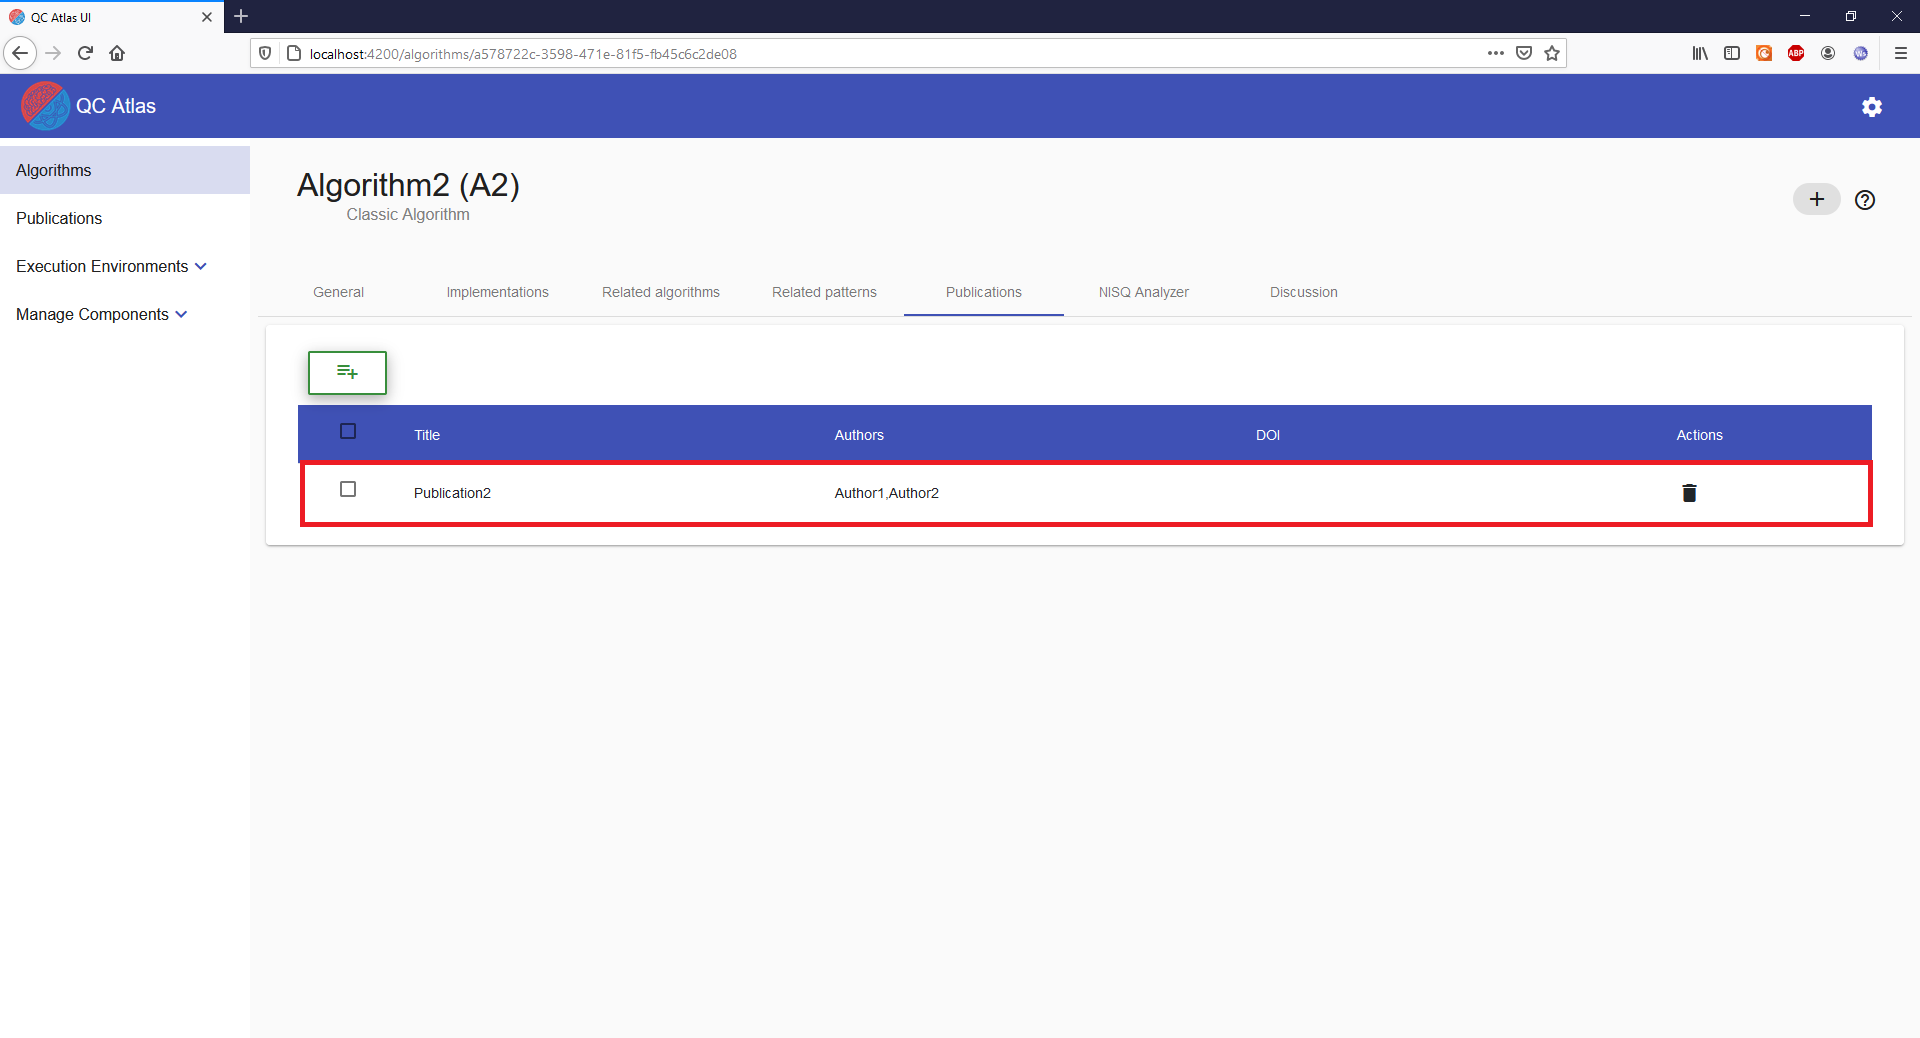 QC Atlas UI
localhost:4200/algorithms/a578722c-3598-471e-81f5-fb45c6c2de08
ABP
QC Atlas
Algorithms
Publications
Execution Environments
Manage Components
Algorithm2 (A2)
Classic Algorithm
General Implementations Related algorithms Related patterns Publications NISQ Analyzer Discussion
Title Authors DOI Actions
Publication2 Author1,Author2